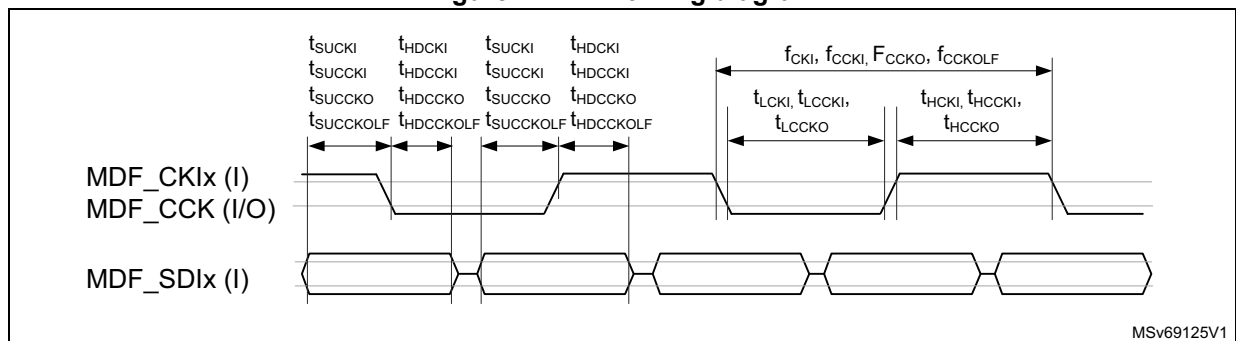 tSUCKI tHDCKI tSUCKI tHDCKI
tSUCCKI tHDCCKI tSUCCKI tHDCCKI
tSUCCKO tHDCCKO tSUCCKO tHDCCKO
tSUCCKOLF tHDCCKOLF tSUCCKOLF tHDCCKOLF
fCKI, fCCKI, FCCKO, fCCKOLF
tLCKI, tLCCKI,
tLCCKO
tHCKI, tHCCKI,
tHCCKO
MDF_CKIx (I)
MDF_CCK (I/O)
MDF_SDIx (I)
MSv69125V1